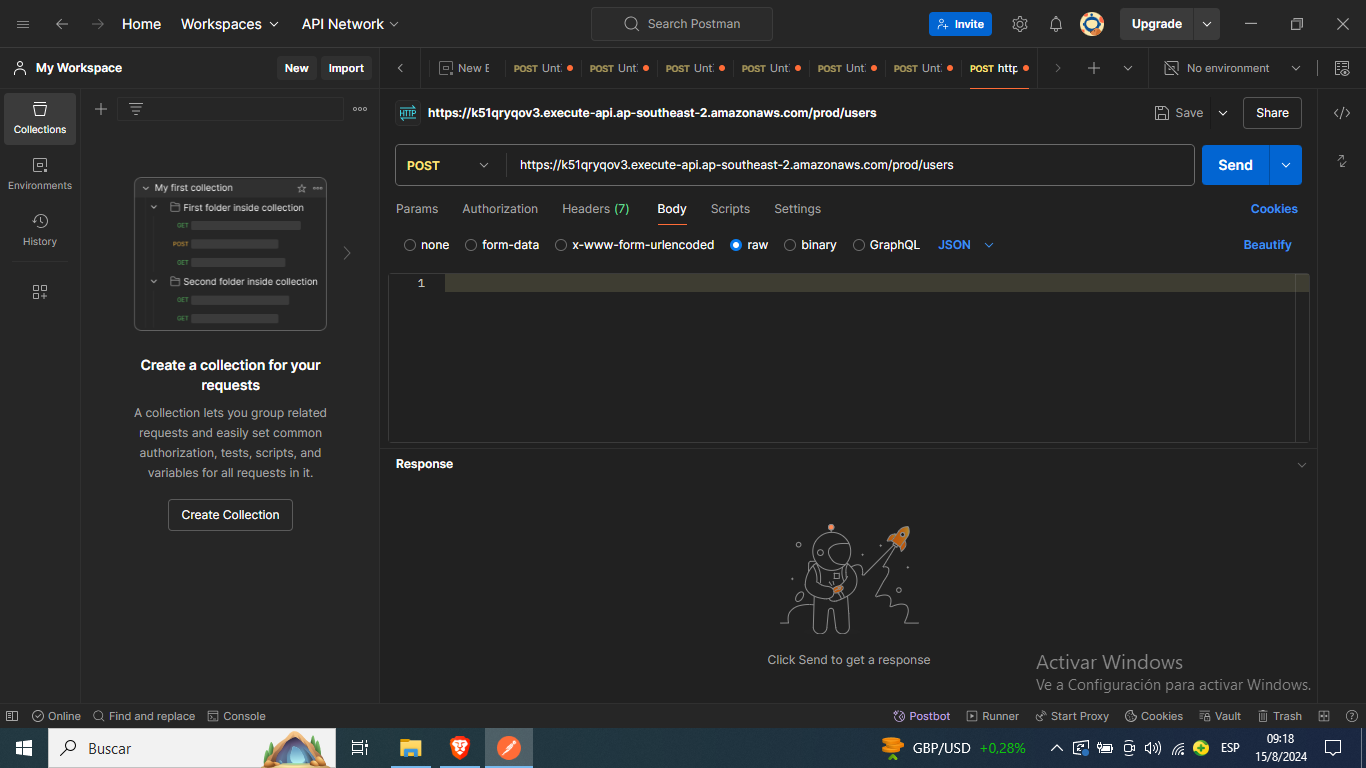 Home Workspaces API Network Search Postman Invite Upgrade
My Workspace New Import New E POST Unt POST Unt POST Unt POST Unt POST Unt POST Unt POST http No environment
Collections
Environments
History
My first collection
First folder inside collection
GET
POST
GET
Second folder inside collection
GET
GET
Create a collection for your
requests
A collection lets you group related
requests and easily set common
authorization, tests, scripts, and
variables for all requests in it.
Create Collection
HTTP https://k51qryqov3.execute-api.ap-southeast-2.amazonaws.com/prod/users Save Share
POST https://k51qryqov3.execute-api.ap-southeast-2.amazonaws.com/prod/users Send
Params Authorization Headers (7) Body Scripts Settings Cookies
none form-data x-www-form-urlencoded raw binary GraphQL JSON Beautify
1
Response
Click Send to get a response
Activar Windows
Ve a Configuración para activar Windows.
Online Find and replace Console Postbot Runner Start Proxy Cookies Vault Trash
Buscar GBP/USD +0,28% ESP 09:18
15/8/2024